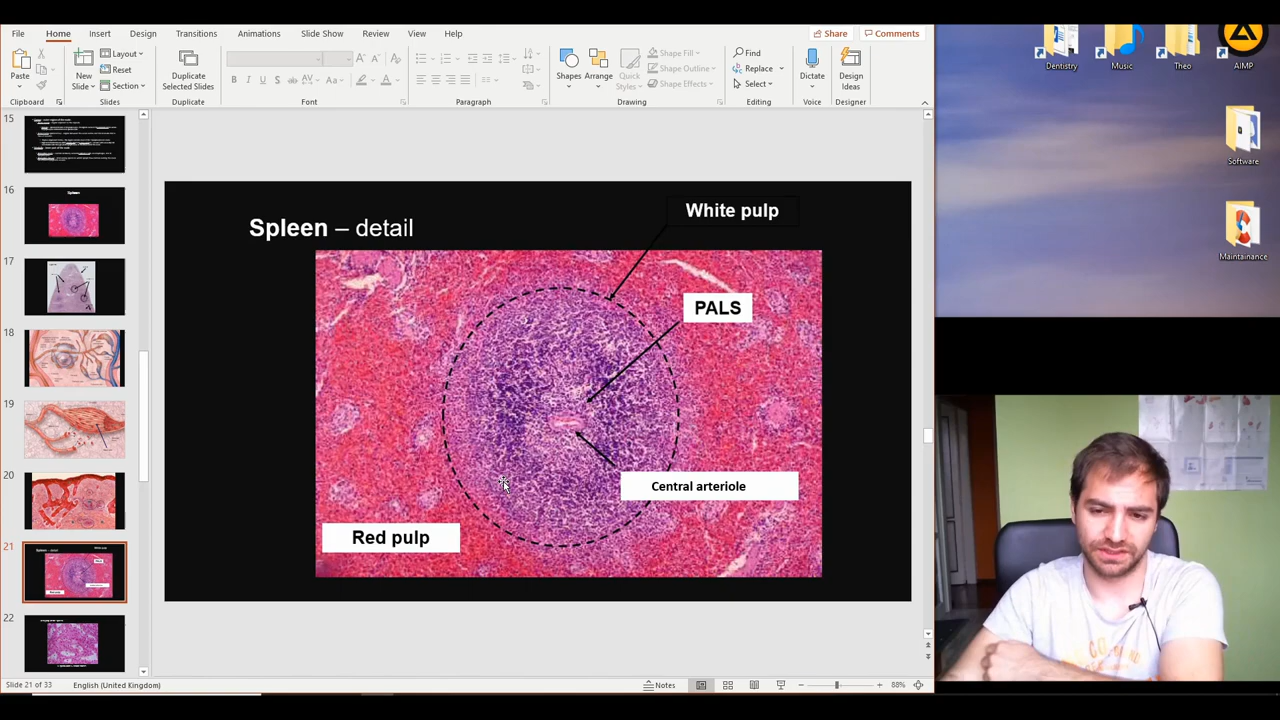 File Home Insert Design Transitions Animations Slide Show Review View Help Share Comments
Paste
Clipboard
New
Slide
Layout
Reset
Section
Slides
Duplicate
Selected Slides
Duplicate
Font
Paragraph
Shapes
Arrange
Quick
Styles
Shape Fill
Shape Outline
Shape Effects
Drawing
Find
Replace
Select
Editing
Dictate
Voice
Design
Ideas
Designer
15
16
Spleen
17
18
19
20
21
22
Spleen – detail
White pulp
PALS
Central arteriole
Red pulp
Slide 21 of 33 English (United Kingdom) Notes 88%
Dentistry Music Theo AIMP
Software
Maintainance